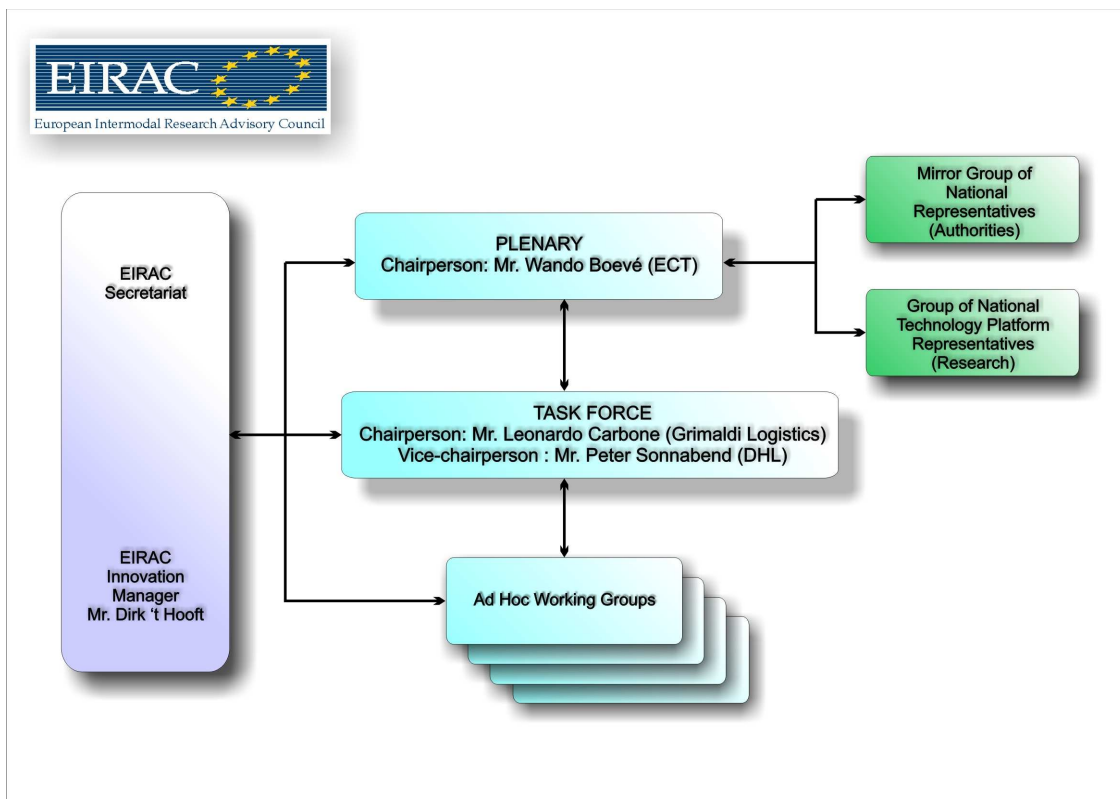 EIRAC
European Intermodal Research Advisory Council
EIRAC
Secretariat
EIRAC
Innovation
Manager
Mr. Dirk ‘t Hooft
PLENARY
Chairperson: Mr. Wando Boevé (ECT)
TASK FORCE
Chairperson: Mr. Leonardo Carbone (Grimaldi Logistics)
Vice-chairperson : Mr. Peter Sonnabend (DHL)
Ad Hoc Working Groups
Mirror Group of
National
Representatives
(Authorities)
Group of National
Technology Platform
Representatives
(Research)